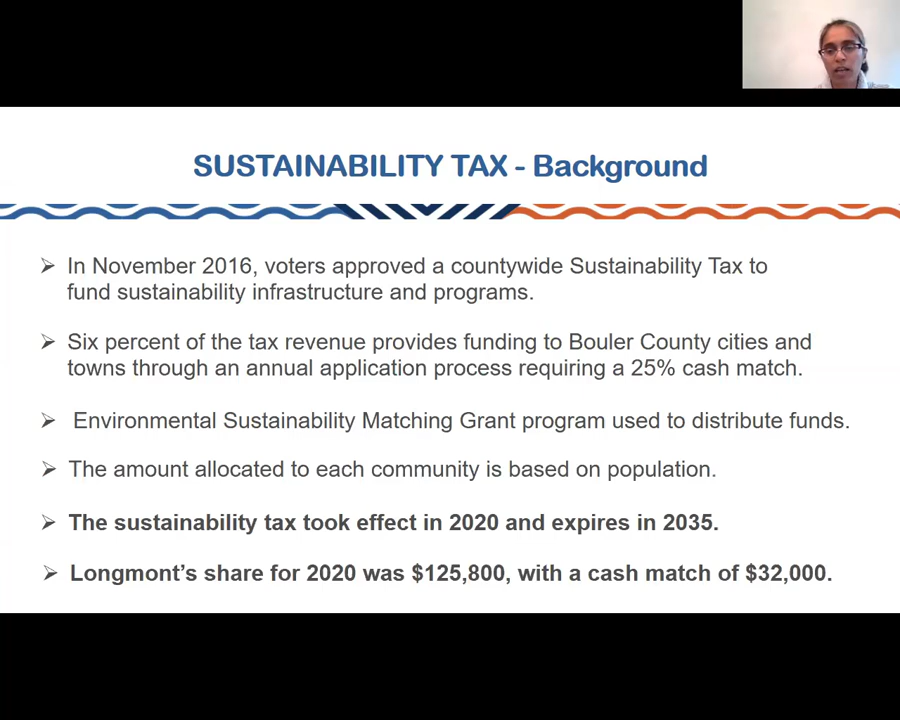 SUSTAINABILITY TAX - Background
➢ In November 2016, voters approved a countywide Sustainability Tax to
fund sustainability infrastructure and programs.
➢ Six percent of the tax revenue provides funding to Bouler County cities and
towns through an annual application process requiring a 25% cash match.
➢ Environmental Sustainability Matching Grant program used to distribute funds.
➢ The amount allocated to each community is based on population.
➢ The sustainability tax took effect in 2020 and expires in 2035.
➢ Longmont’s share for 2020 was $125,800, with a cash match of $32,000.